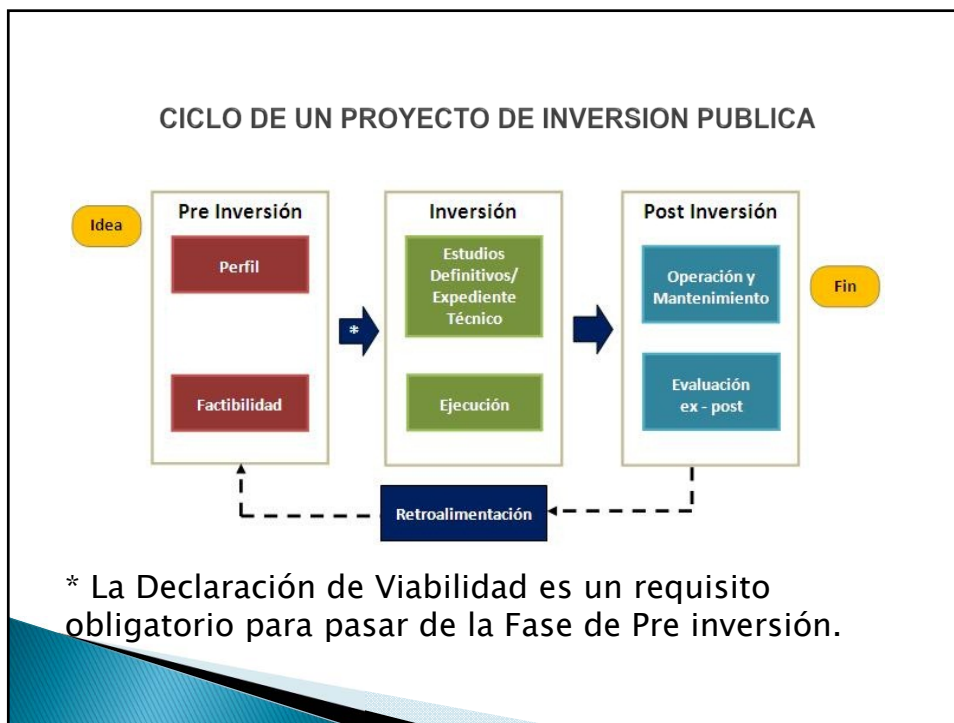 CICLO DE UN PROYECTO DE INVERSION PUBLICA
Idea
Pre Inversión
Perfil
Factibilidad
*
Inversión
Estudios
Definitivos/
Expediente
Técnico
Ejecución
Post Inversión
Operación y
Mantenimiento
Evaluación
ex - post
Fin
Retroalimentación
* La Declaración de Viabilidad es un requisito
obligatorio para pasar de la Fase de Pre inversión.